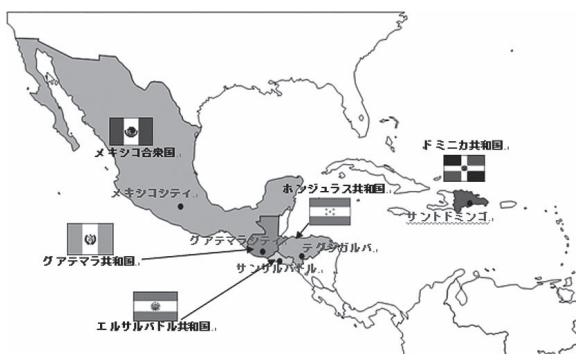 メキシコ合衆国
メキシコシティ
ドミニカ共和国
サントドミンゴ
ホンジュラス共和国
グアテマラシティ
テグシガルパ
グアテマラ共和国
サンサルバドル
エルサルバドル共和国